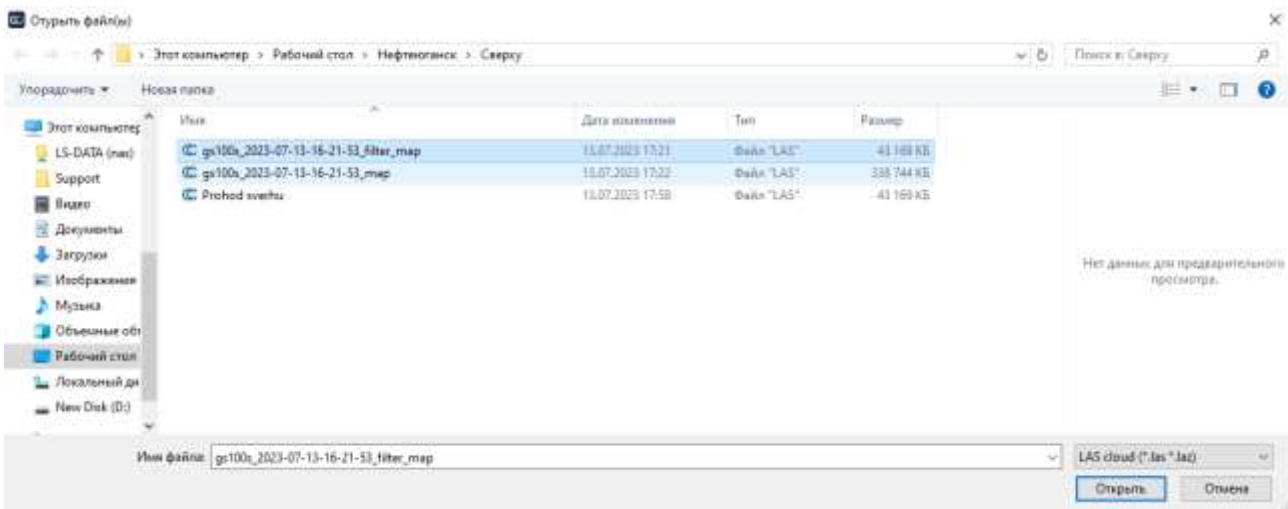 Открыть файл(ы)
Этот компьютер > Рабочий стол > Нефтеюганск > Сверху
Поиск в: Сверху
Упорядочить
Новая папка
Имя
Дата изменения
Тип
Размер
Этот компьютер
LS-DATA (nas)
Support
Видео
Документы
Загрузки
Изображения
Музыка
Объемные объ
Рабочий стол
Локальный ди
New Disk (D:)
gs100s_2023-07-13-16-21-53_filter_map 13.07.2023 17:21 Файл "LAS" 43 169 КБ
gs100s_2023-07-13-16-21-53_map 13.07.2023 17:22 Файл "LAS" 338 744 КБ
Prohod sverhu 13.07.2023 17:58 Файл "LAS" 43 169 КБ
Нет данных для предварительного
просмотра.
Имя файла: gs100s_2023-07-13-16-21-53_filter_map
LAS cloud (*.las *.laz)
Открыть
Отмена